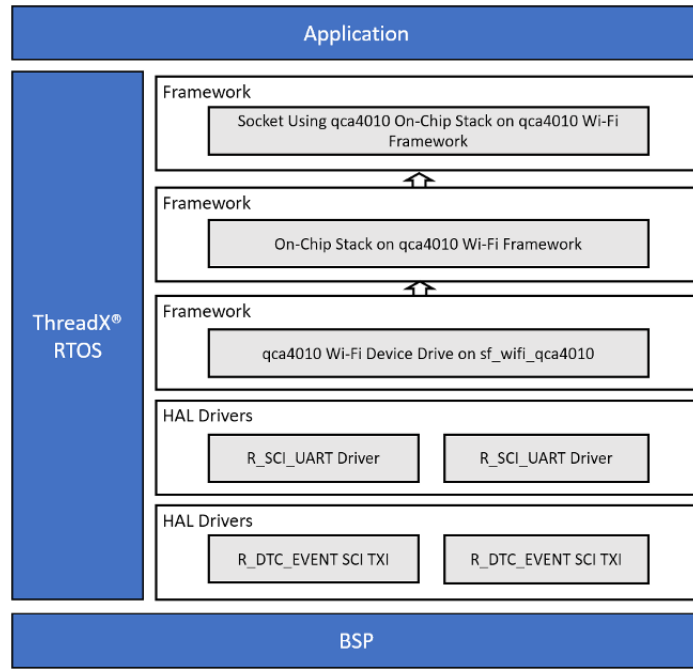 Application
ThreadX®
RTOS
Framework
Socket Using qca4010 On-Chip Stack on qca4010 Wi-Fi
Framework
Framework
On-Chip Stack on qca4010 Wi-Fi Framework
Framework
qca4010 Wi-Fi Device Drive on sf_wifi_qca4010
HAL Drivers
R_SCI_UART Driver
R_SCI_UART Driver
HAL Drivers
R_DTC_EVENT SCI TXI
R_DTC_EVENT SCI TXI
BSP